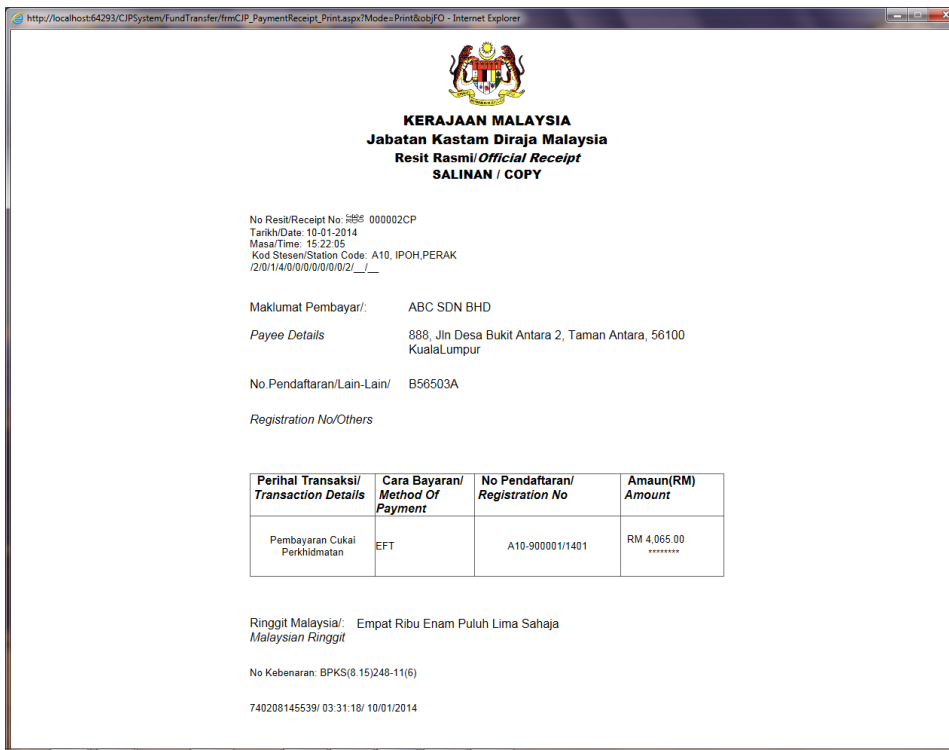 http://localhost:64293/CJPSystem/FundTransfer/frmCJP_PaymentReceipt_Print.aspx?Mode=Print&objFO - Internet Explorer
KERAJAAN MALAYSIA
Jabatan Kastam Diraja Malaysia
Resit Rasmi/Official Receipt
SALINAN / COPY
No Resit/Receipt No: 000002CP
Tarikh/Date: 10-01-2014
Masa/Time: 15:22:05
Kod Stesen/Station Code: A10, IPOH,PERAK
/2/0/1/4/0/0/0/0/0/0/0/2/__/__
Maklumat Pembayar/: ABC SDN BHD
Payee Details 888, Jln Desa Bukit Antara 2, Taman Antara, 56100
KualaLumpur
No.Pendaftaran/Lain-Lain/ B56503A
Registration No/Others
Perihal Transaksi/ Cara Bayaran/ No Pendaftaran/ Amaun(RM)
Transaction Details Method Of Registration No Amount
Payment
Pembayaran Cukai
Perkhidmatan EFT A10-900001/1401 RM 4,065.00
********
Ringgit Malaysia/: Empat Ribu Enam Puluh Lima Sahaja
Malaysian Ringgit
No Kebenaran: BPKS(8.15)248-11(6)
740208145539/ 03:31:18/ 10/01/2014